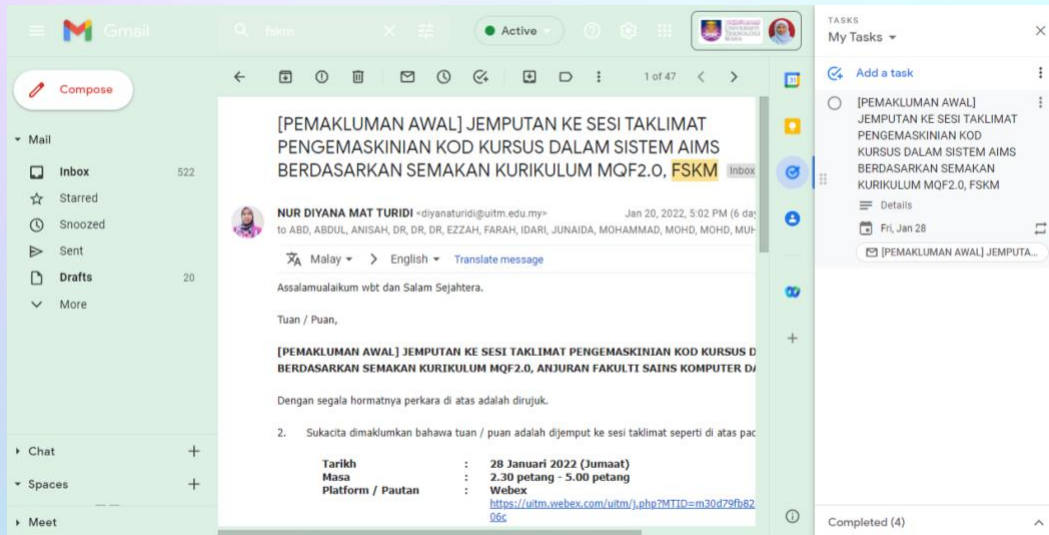 Gmail
fskm
Active
UNIVERSITI
TEKNOLOGI
MARA
Compose
Mail
Inbox 522
Starred
Snoozed
Sent
Drafts 20
More
Chat
Spaces
Meet
1 of 47
[PEMAKLUMAN AWAL] JEMPUTAN KE SESI TAKLIMAT
PENGEMASKINIAN KOD KURSUS DALAM SISTEM AIMS
BERDASARKAN SEMAKAN KURIKULUM MQF2.0, FSKM Inbox
NUR DIYANA MAT TURIDI <diyanaturidi@uitm.edu.my> Jan 20, 2022, 5:02 PM (6 day
to ABD, ABDUL, ANISAH, DR, DR, DR, EZZAH, FARAH, IDARI, JUNAIDA, MOHAMMAD, MOHD, MOHD, MUH
Malay > English Translate message
Assalamualaikum wbt dan Salam Sejahtera.
Tuan / Puan,
[PEMAKLUMAN AWAL] JEMPUTAN KE SESI TAKLIMAT PENGEMASKINIAN KOD KURSUS D
BERDASARKAN SEMAKAN KURIKULUM MQF2.0, ANJURAN FAKULTI SAINS KOMPUTER DA
Dengan segala hormatnya perkara di atas adalah dirujuk.
2. Sukacita dimaklumkan bahawa tuan / puan adalah dijemput ke sesi taklimat seperti di atas pad
Tarikh : 28 Januari 2022 (Jumaat)
Masa : 2.30 petang - 5.00 petang
Platform / Pautan : Webex
https://uitm.webex.com/uitm/j.php?MTID=m30d79fb82
06c
31
TASKS
My Tasks
Add a task
[PEMAKLUMAN AWAL]
JEMPUTAN KE SESI TAKLIMAT
PENGEMASKINIAN KOD
KURSUS DALAM SISTEM AIMS
BERDASARKAN SEMAKAN
KURIKULUM MQF2.0, FSKM
Details
Fri, Jan 28
[PEMAKLUMAN AWAL] JEMPUTA...
Completed (4)